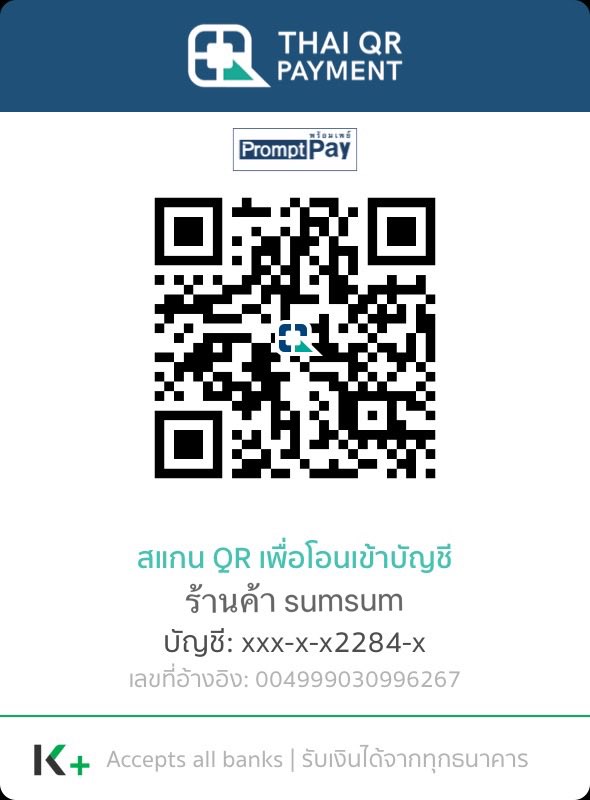 THAI QR
PAYMENT
พร้อมเพย์
PromptPay
สแกน QR เพื่อโอนเข้าบัญชี
ร้านค้า sumsum
บัญชี: xxx-x-x2284-x
เลขที่อ้างอิง: 004999030996267
K+ Accepts all banks | รับเงินได้จากทุกธนาคาร